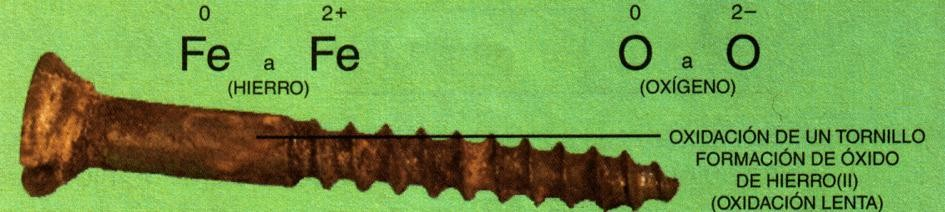 0 2+ 0 2−
Fe a Fe O a O
(HIERRO) (OXÍGENO)
OXIDACIÓN DE UN TORNILLO
FORMACIÓN DE ÓXIDO
DE HIERRO(II)
(OXIDACIÓN LENTA)